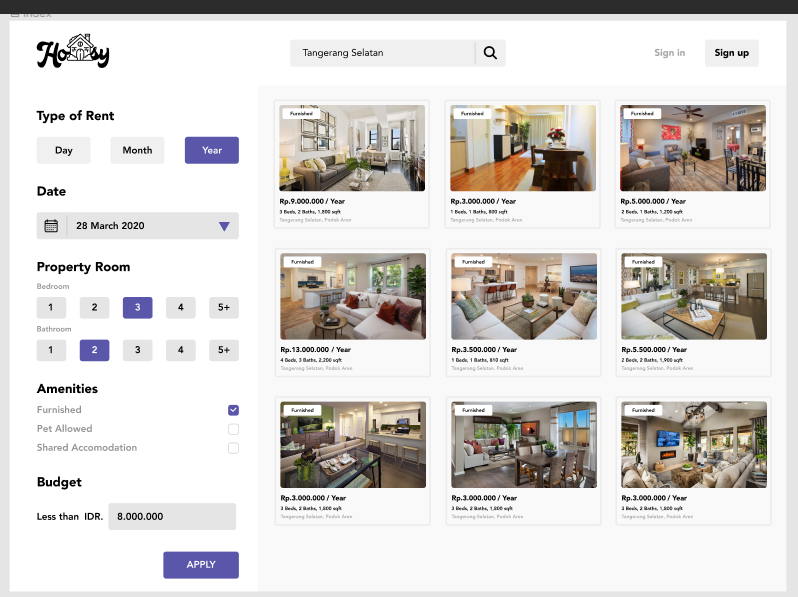 Index
Housy
Tangerang Selatan
Sign in
Sign up
Type of Rent
Day
Month
Year
Date
28 March 2020
Property Room
Bedroom
1
2
3
4
5+
Bathroom
1
2
3
4
5+
Amenities
Furnished
Pet Allowed
Shared Accomodation
Budget
Less than IDR.
8.000.000
APPLY
Furnished
Rp.9.000.000 / Year
3 Beds, 2 Baths, 1,800 sqft
Tangerang Selatan, Podok Aren
Furnished
Rp.3.000.000 / Year
1 Beds, 1 Baths, 800 sqft
Tangerang Selatan, Podok Aren
Furnished
Rp.5.000.000 / Year
2 Beds, 1 Baths, 1,200 sqft
Tangerang Selatan, Podok Aren
Furnished
Rp.13.000.000 / Year
4 Beds, 3 Baths, 2,200 sqft
Tangerang Selatan, Podok Aren
Furnished
Rp.3.500.000 / Year
1 Beds, 1 Baths, 810 sqft
Tangerang Selatan, Podok Aren
Furnished
Rp.5.500.000 / Year
2 Beds, 2 Baths, 1,900 sqft
Tangerang Selatan, Podok Aren
Furnished
Rp.3.000.000 / Year
3 Beds, 2 Baths, 1,800 sqft
Tangerang Selatan, Podok Aren
Furnished
Rp.3.000.000 / Year
3 Beds, 2 Baths, 1,800 sqft
Tangerang Selatan, Podok Aren
Furnished
Rp.3.000.000 / Year
3 Beds, 2 Baths, 1,800 sqft
Tangerang Selatan, Podok Aren